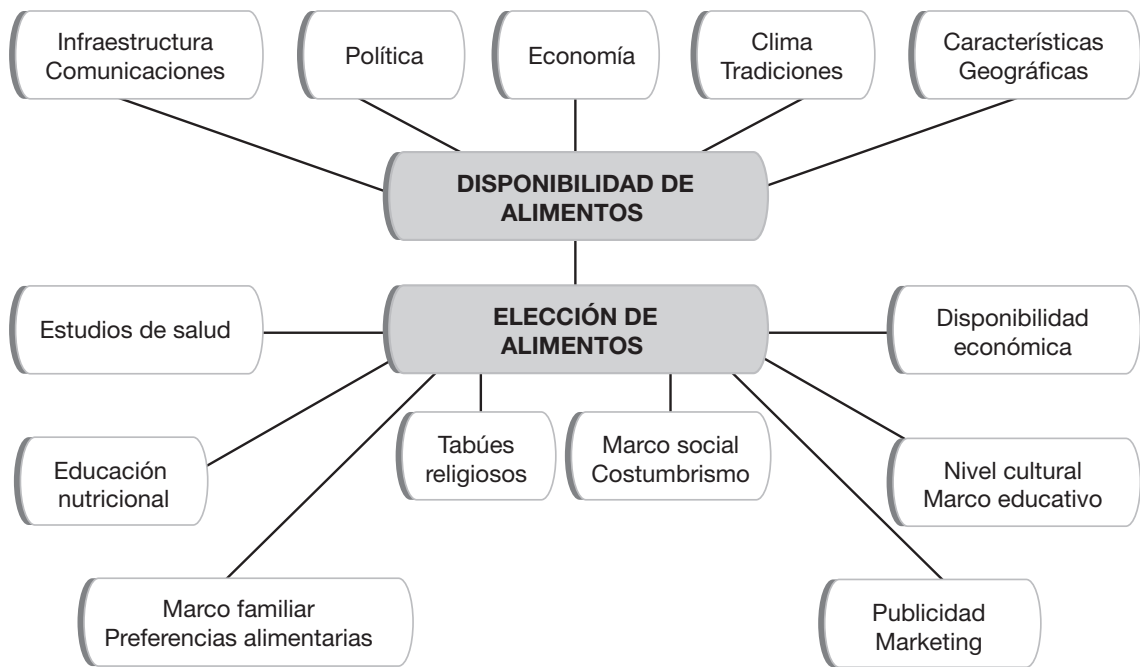 Infraestructura
Comunicaciones
Política
Economía
Clima
Tradiciones
Características
Geográficas
DISPONIBILIDAD DE
ALIMENTOS
Estudios de salud
ELECCIÓN DE
ALIMENTOS
Disponibilidad
económica
Educación
nutricional
Tabúes
religiosos
Marco social
Costumbrismo
Nivel cultural
Marco educativo
Marco familiar
Preferencias alimentarias
Publicidad
Marketing